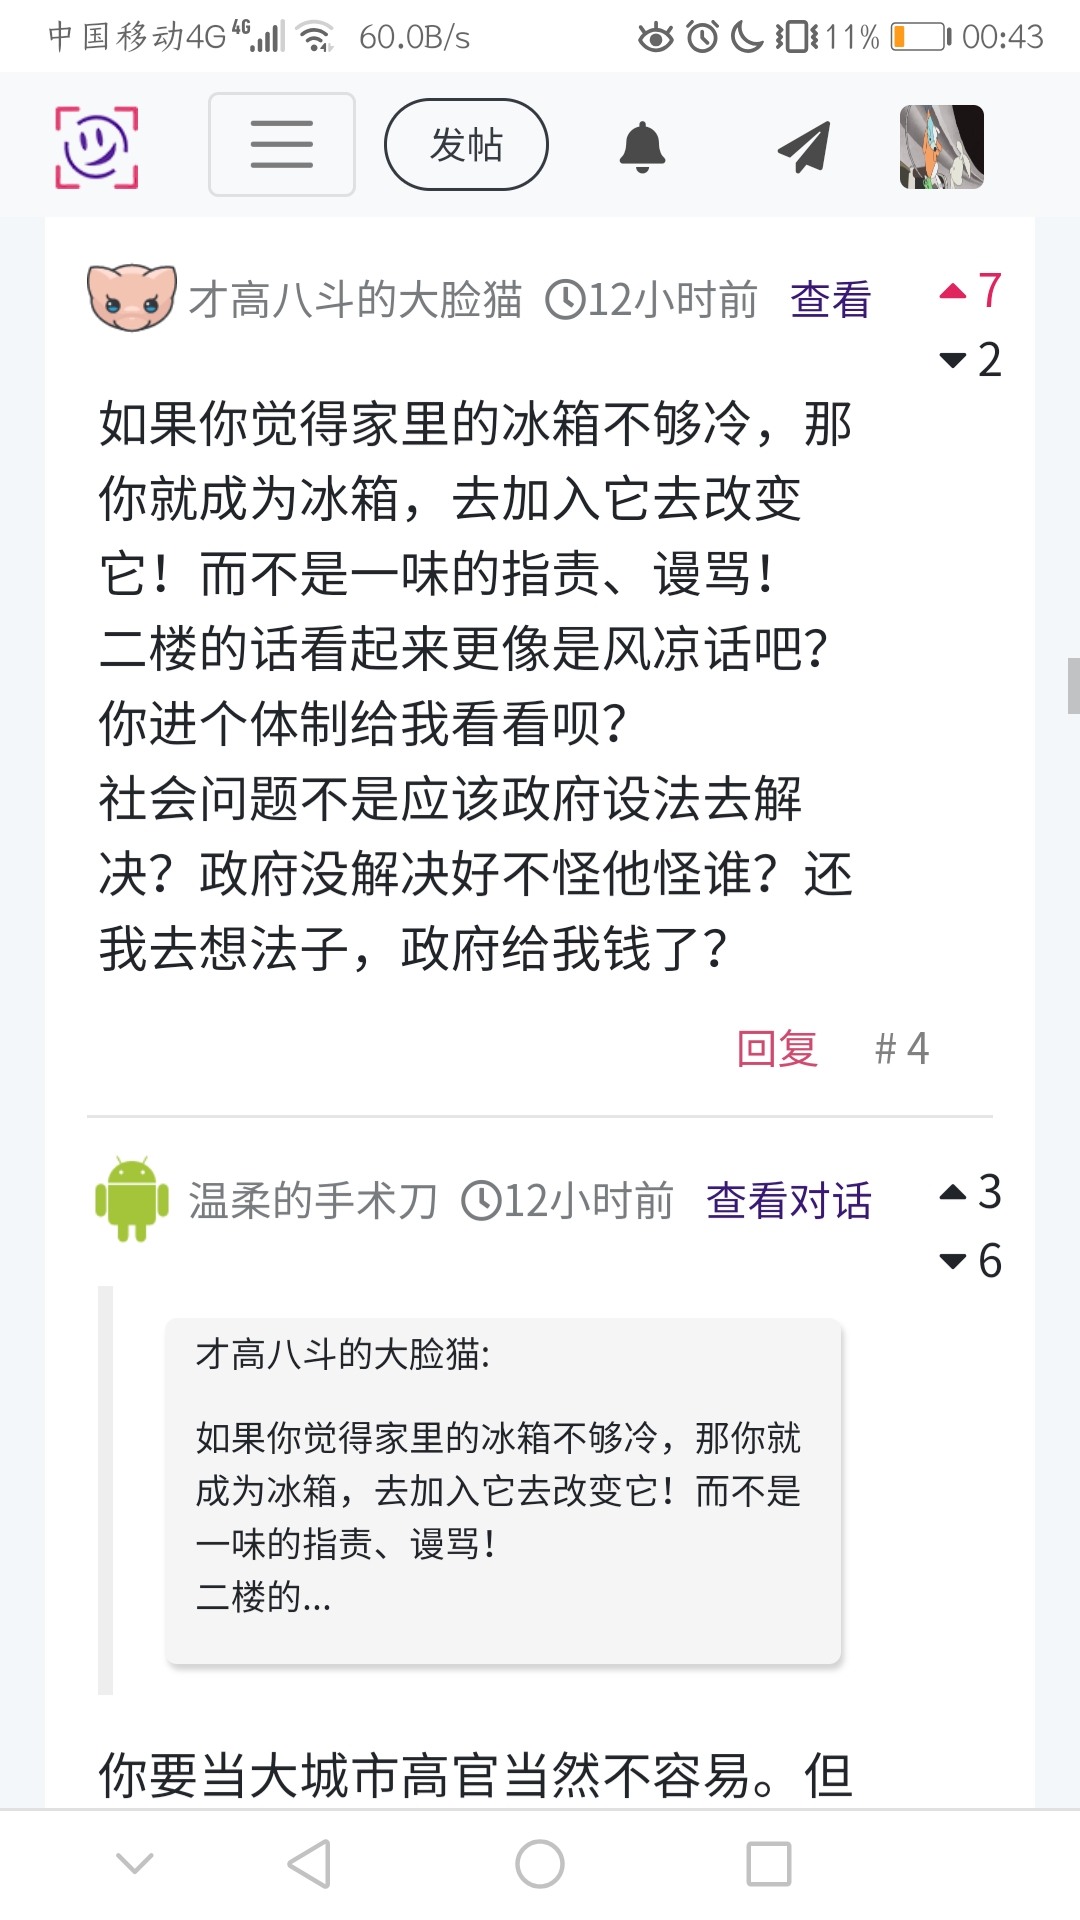 中国移动4G 4G 60.0B/s 11% 00:43
发帖
才高八斗的大脸猫 12小时前 查看 7
2
如果你觉得家里的冰箱不够冷，那
你就成为冰箱，去加入它去改变
它！而不是一味的指责、谩骂！
二楼的话看起来更像是风凉话吧？
你进个体制给我看看呗？
社会问题不是应该政府设法去解
决？政府没解决好不怪他怪谁？还
我去想法子，政府给我钱了？
回复 # 4
温柔的手术刀 12小时前 查看对话 3
6
才高八斗的大脸猫:
如果你觉得家里的冰箱不够冷，那你就
成为冰箱，去加入它去改变它！而不是
一味的指责、谩骂！
二楼的...
你要当大城市高官当然不容易。但